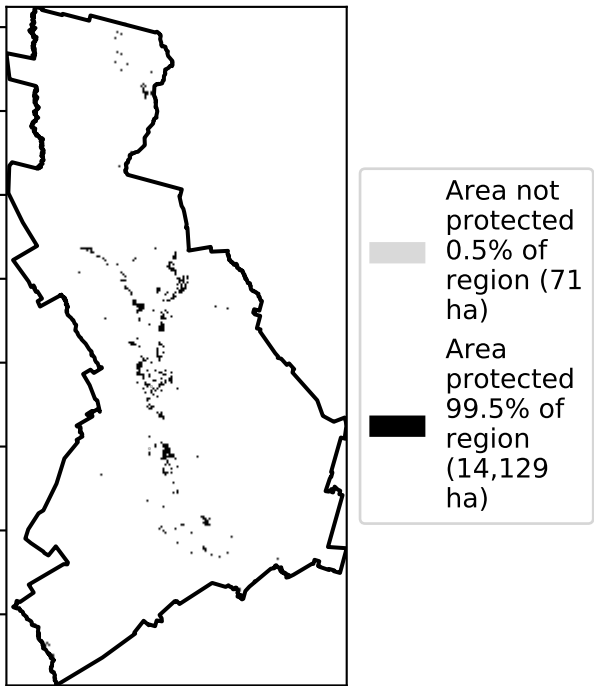 Area not
protected
0.5% of
region (71
ha)
Area
protected
99.5% of
region
(14,129
ha)